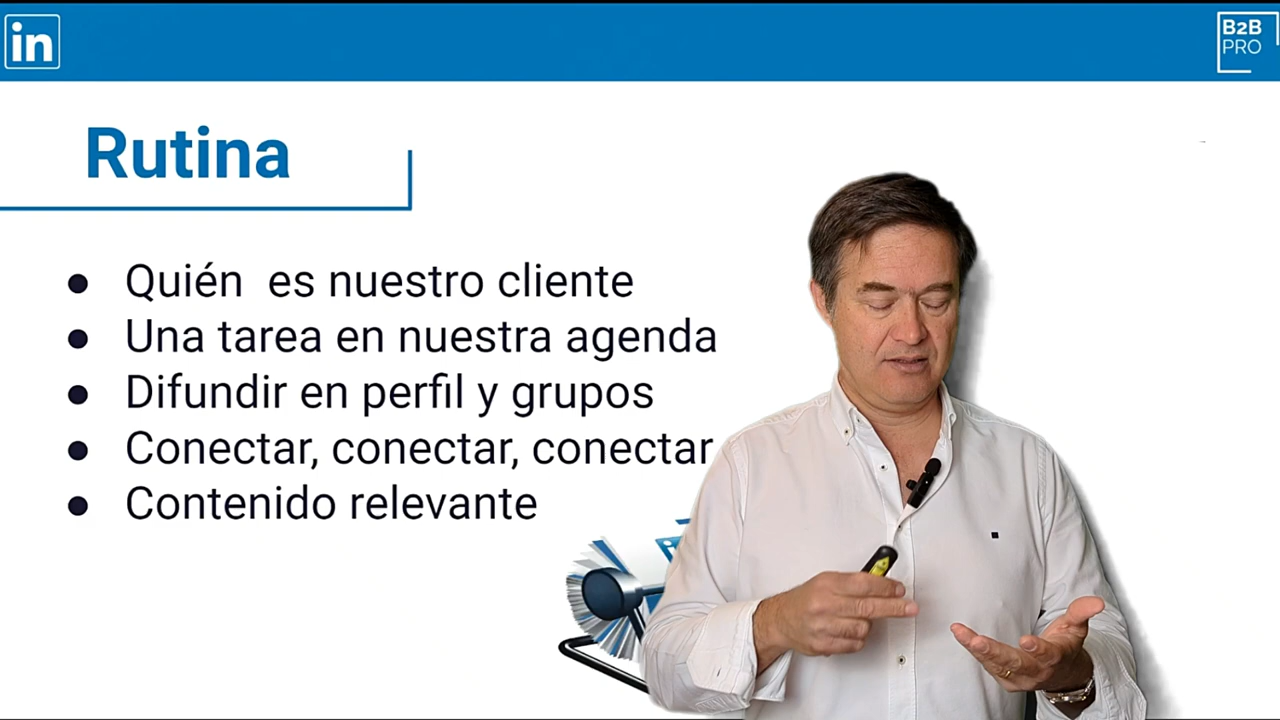 in
B2B
PRO
Rutina
● Quién  es nuestro cliente
● Una tarea en nuestra agenda
● Difundir en perfil y grupos
● Conectar, conectar, conectar
● Contenido relevante